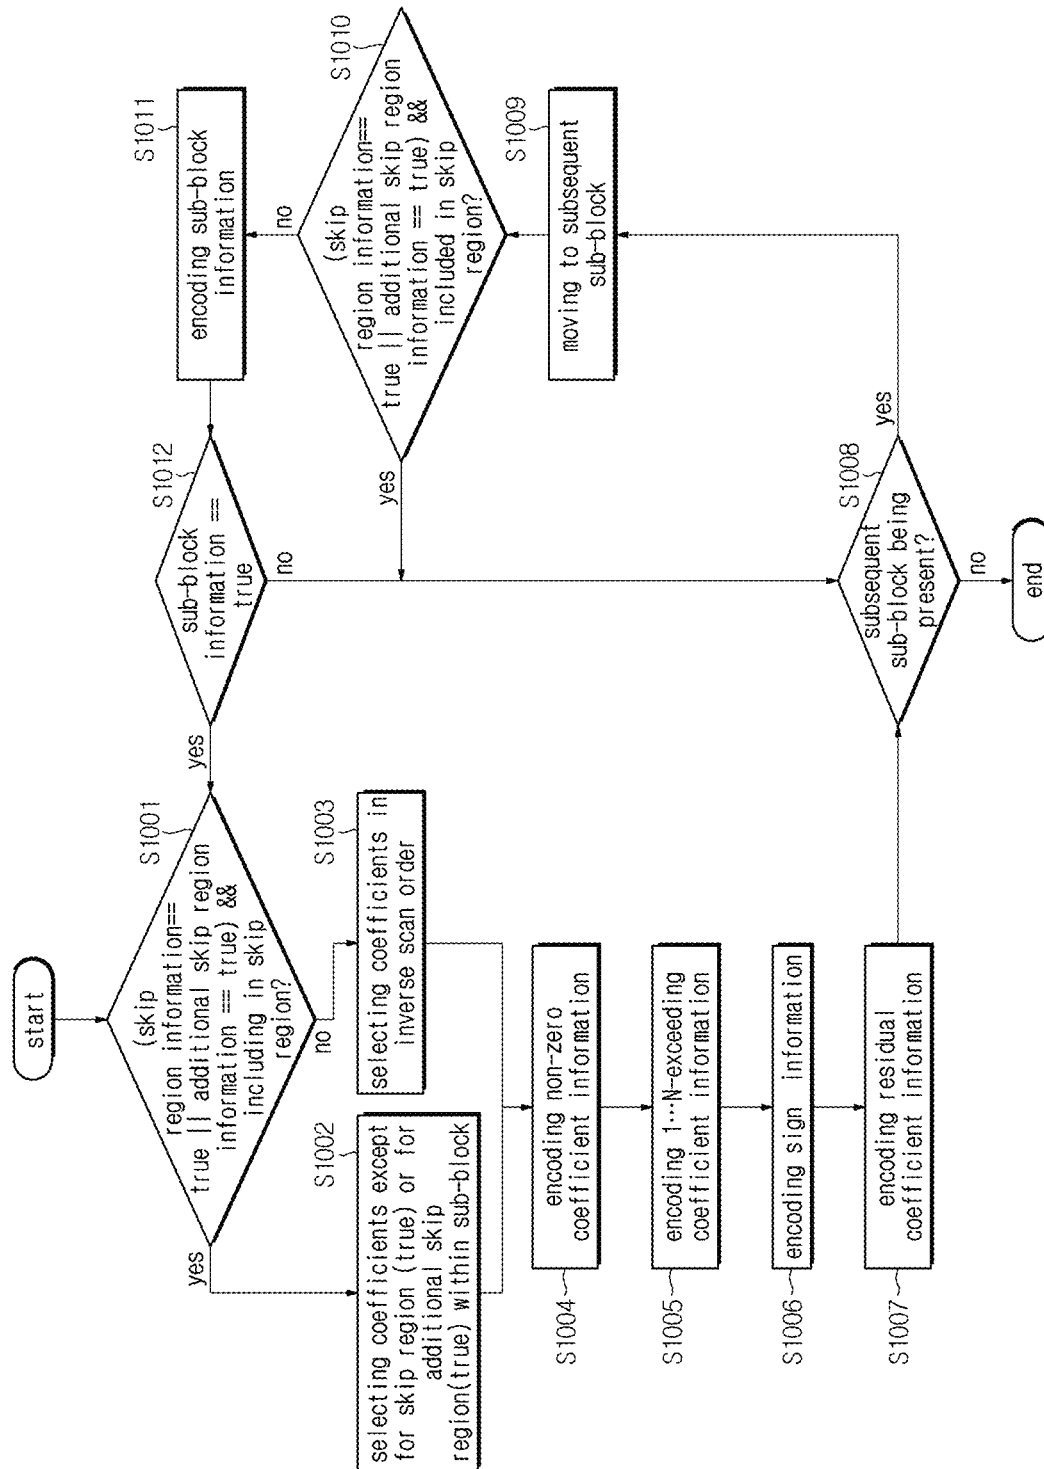 start
S1001
(skip
region information==
true || additional skip region
information == true) &&
including in skip
region?
yes
no
S1002
selecting coefficients except
for skip region (true) or for
additional skip
region(true) within sub-block
S1003
selecting coefficients in
inverse scan order
S1004
encoding non-zero
coefficient information
S1005
encoding 1···N-exceeding
coefficient information
S1006
encoding sign information
S1007
encoding residual
coefficient information
S1008
subsequent
sub-block being
present?
yes
no
end
S1009
moving to subsequent
sub-block
S1010
(skip
region information==
true || additional skip region
information == true) &&
included in skip
region?
yes
no
S1011
encoding sub-block
information
S1012
sub-block
information ==
true
yes
no